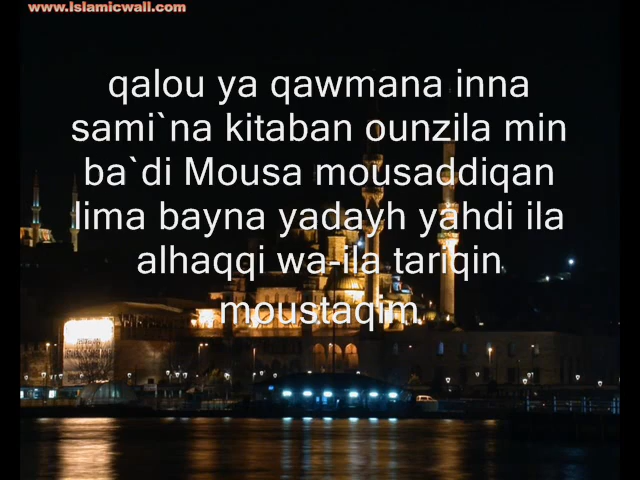 www.Islamicwall.com
qalou ya qawmana inna
sami`na kitaban ounzila min
ba`di Mousa mousaddiqan
lima bayna yadayh yahdi ila
alhaqqi wa-ila tariqin
moustaqim